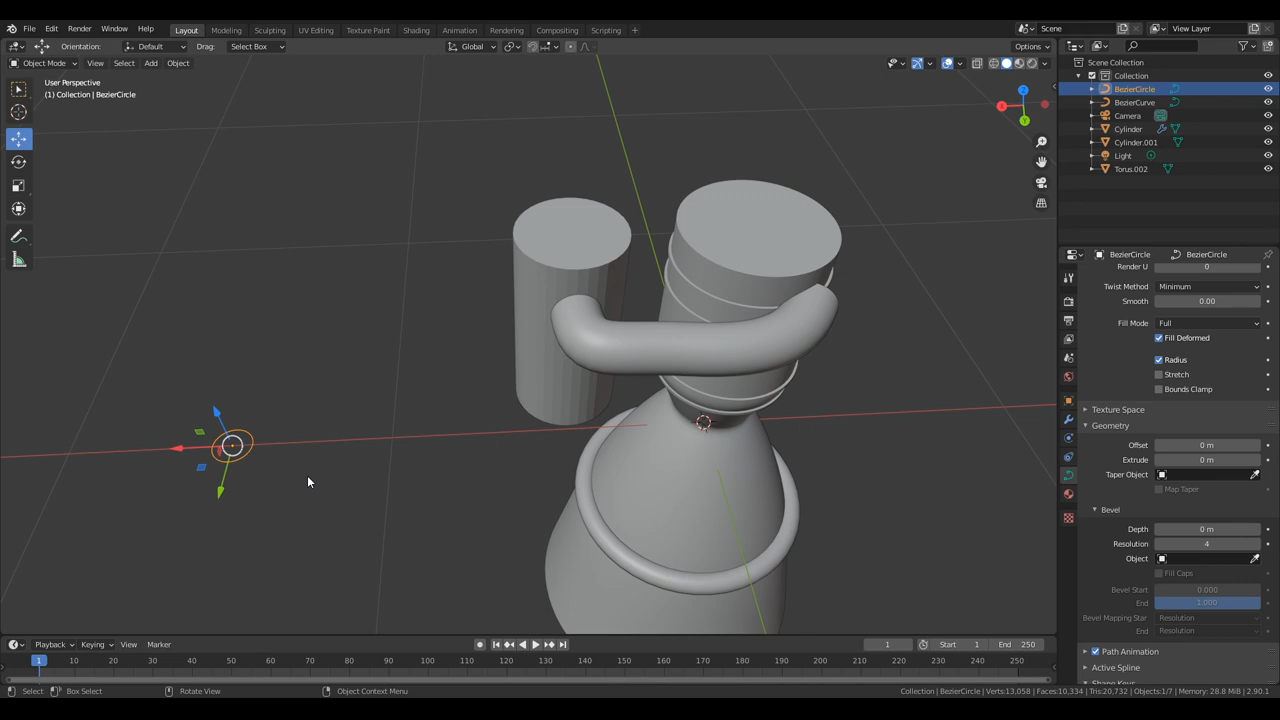 File Edit Render Window Help Layout Modeling Sculpting UV Editing Texture Paint Shading Animation Rendering Compositing Scripting + Scene View Layer
Orientation: Default Drag: Select Box Global Options
Object Mode View Select Add Object
User Perspective
(1) Collection | BezierCircle
X
Y
Z
Scene Collection
Collection
BezierCircle
BezierCurve
Camera
Cylinder
Cylinder.001
Light
Torus.002
BezierCircle BezierCircle
Render U 0
Twist Method Minimum
Smooth 0.00
Fill Mode Full
Fill Deformed
Radius
Stretch
Bounds Clamp
Texture Space
Geometry
Offset 0 m
Extrude 0 m
Taper Object
Map Taper
Bevel
Depth 0 m
Resolution 4
Object
Fill Caps
Bevel Start 0.000
End 1.000
Bevel Mapping Star Resolution
End Resolution
Path Animation
Active Spline
Shape Keys
Playback Keying View Marker 1 Start 1 End 250
1 10 20 30 40 50 60 70 80 90 100 110 120 130 140 150 160 170 180 190 200 210 220 230 240 250
Select Box Select Rotate View Object Context Menu Collection | BezierCircle | Verts:13,058 | Faces:10,334 | Tris:20,732 | Objects:1/7 | Memory: 28.8 MiB | 2.90.1